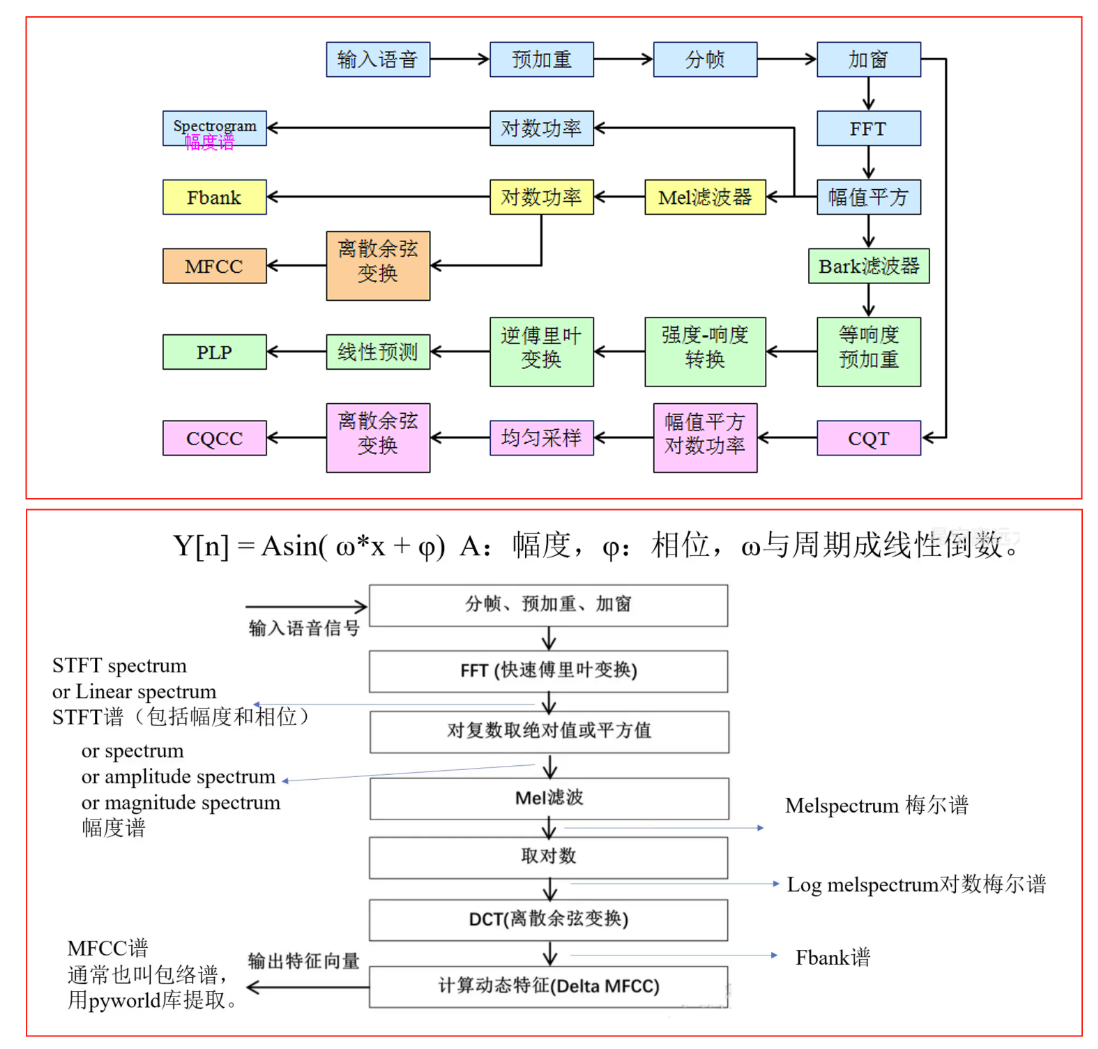 输入语音
预加重
分帧
加窗
Spectrogram
幅度谱
对数功率
FFT
Fbank
对数功率
Mel滤波器
幅值平方
MFCC
离散余弦
变换
Bark滤波器
PLP
线性预测
逆傅里叶
变换
强度-响度
转换
等响度
预加重
CQCC
离散余弦
变换
均匀采样
幅值平方
对数功率
CQT
Y[n] = Asin( ω*x + φ) A：幅度，φ：相位，ω与周期成线性倒数。
输入语音信号
分帧、预加重、加窗
FFT (快速傅里叶变换)
STFT spectrum
or Linear spectrum
STFT谱（包括幅度和相位）
对复数取绝对值或平方值
or spectrum
or amplitude spectrum
or magnitude spectrum
幅度谱
Mel滤波
Melspectrum 梅尔谱
取对数
Log melspectrum对数梅尔谱
DCT(离散余弦变换)
Fbank谱
MFCC谱
通常也叫包络谱，
用pyworld库提取。
输出特征向量
计算动态特征(Delta MFCC)